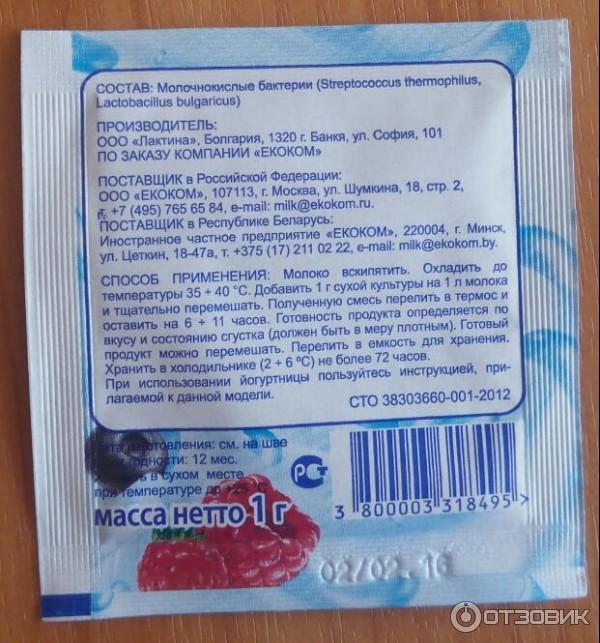 СОСТАВ: Молочнокислые бактерии (Streptococcus thermophilus,
Lactobacillus bulgaricus)
ПРОИЗВОДИТЕЛЬ:
ООО «Лактина», Болгария, 1320 г. Банкя, ул. София, 101
ПО ЗАКАЗУ КОМПАНИИ «ЕКОКОМ»
ПОСТАВЩИК в Российской Федерации:
ООО «ЕКОКОМ», 107113, г. Москва, ул. Шумкина, 18, стр. 2,
т. +7 (495) 765 65 84, e-mail: milk@ekokom.ru.
ПОСТАВЩИК в Республике Беларусь:
Иностранное частное предприятие «ЕКОКОМ», 220004, г. Минск,
ул. Цеткин, 18-47а, т. +375 (17) 211 02 22, e-mail: milk@ekokom.by.
СПОСОБ ПРИМЕНЕНИЯ: Молоко вскипятить. Охладить до
температуры 35 ÷ 40 °C. Добавить 1 г сухой культуры на 1 л молока
и тщательно перемешать. Полученную смесь перелить в термос и
оставить на 6 ÷ 11 часов. Готовность продукта определяется по
вкусу и состоянию сгустка (должен быть в меру плотным). Готовый
продукт можно перемешать. Перелить в емкость для хранения.
Хранить в холодильнике (2 ÷ 6 ºC) не более 72 часов.
При использовании йогуртницы пользуйтесь инструкцией, при-
лагаемой к данной модели.
СТО 38303660-001-2012
изготовления: см. на шве
годности: 12 мес.
в сухом месте
при температуре до
масса нетто 1 г
РСТ
3 800003 318495 >
02/02.16
ОТЗОВИК